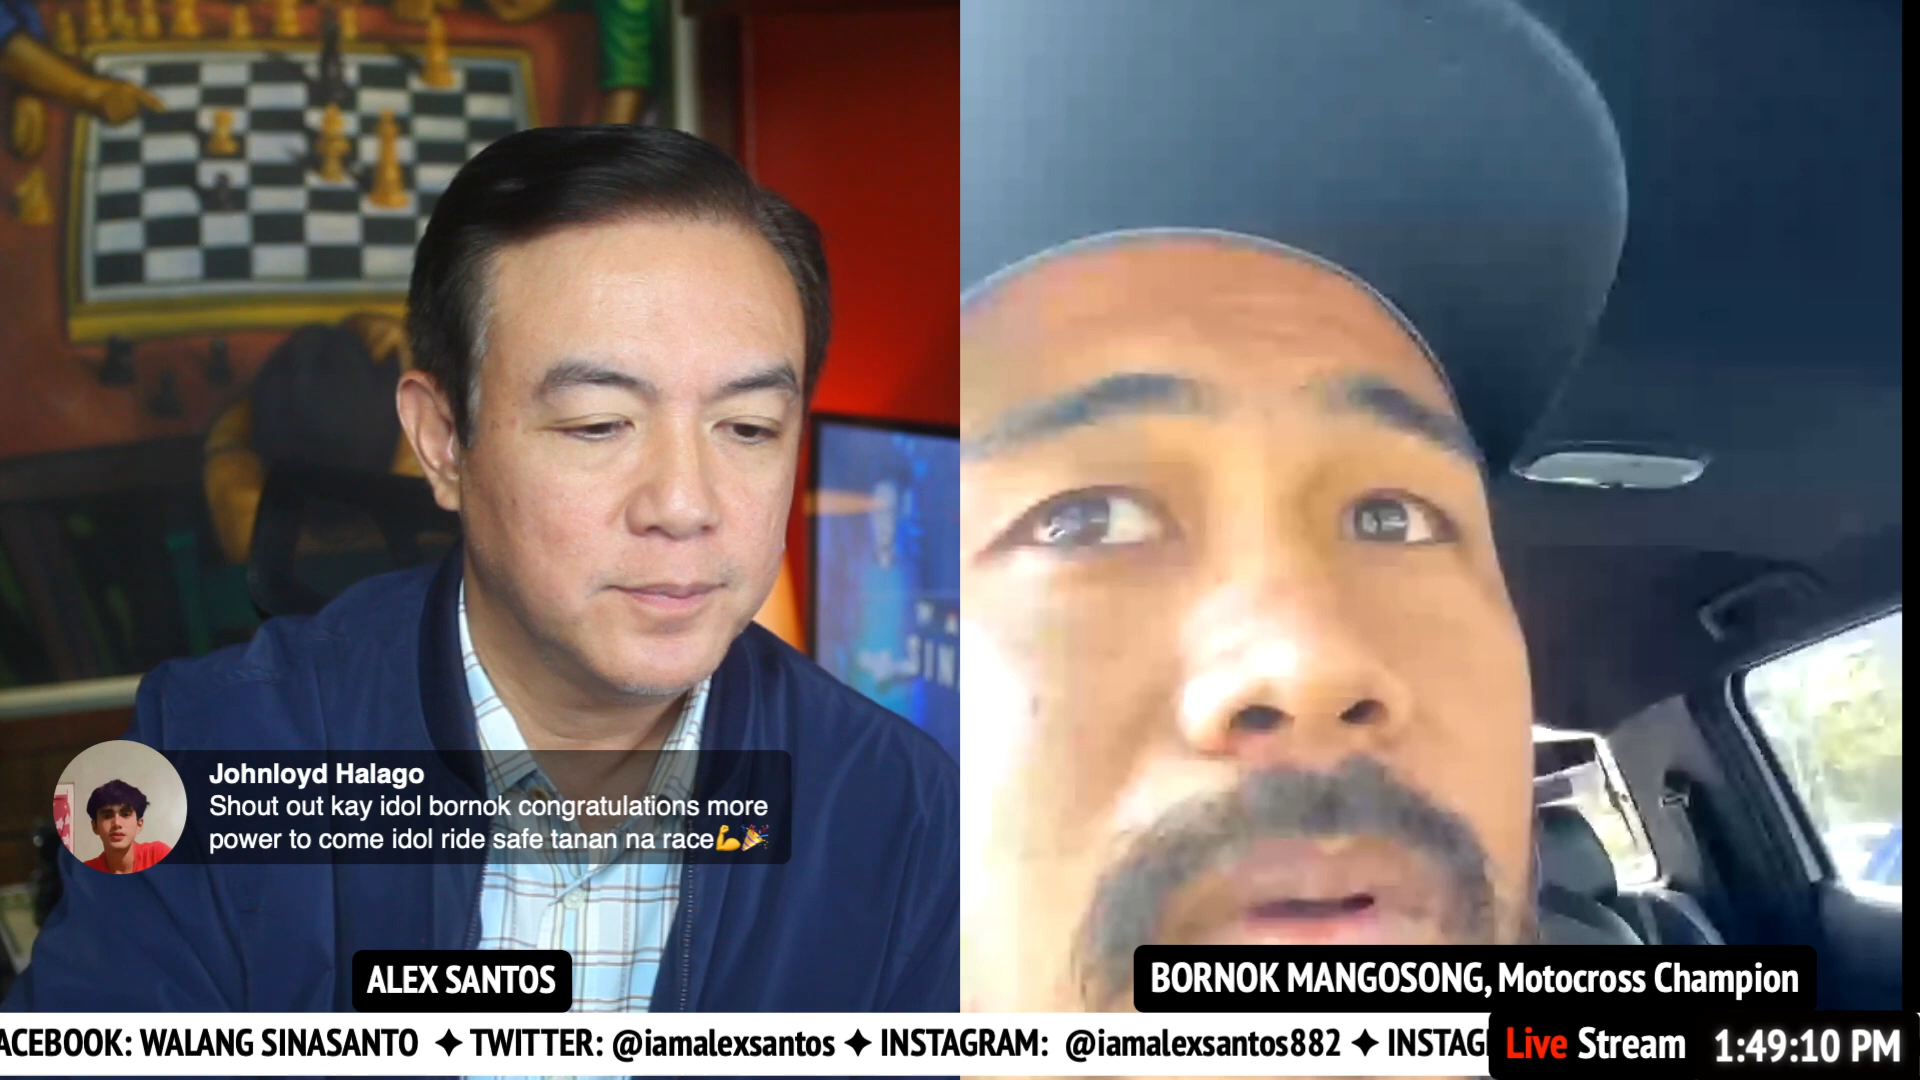 Johnloyd Halago
Shout out kay idol bornok congratulations more
power to come idol ride safe tanan na race💪🎉
ALEX SANTOS
BORNOK MANGOSONG, Motocross Champion
ACEBOOK: WALANG SINASANTO ✦ TWITTER: @iamalexsantos ✦ INSTAGRAM: @iamalexsantos882 ✦ INSTAG
Live Stream 1:49:10 PM